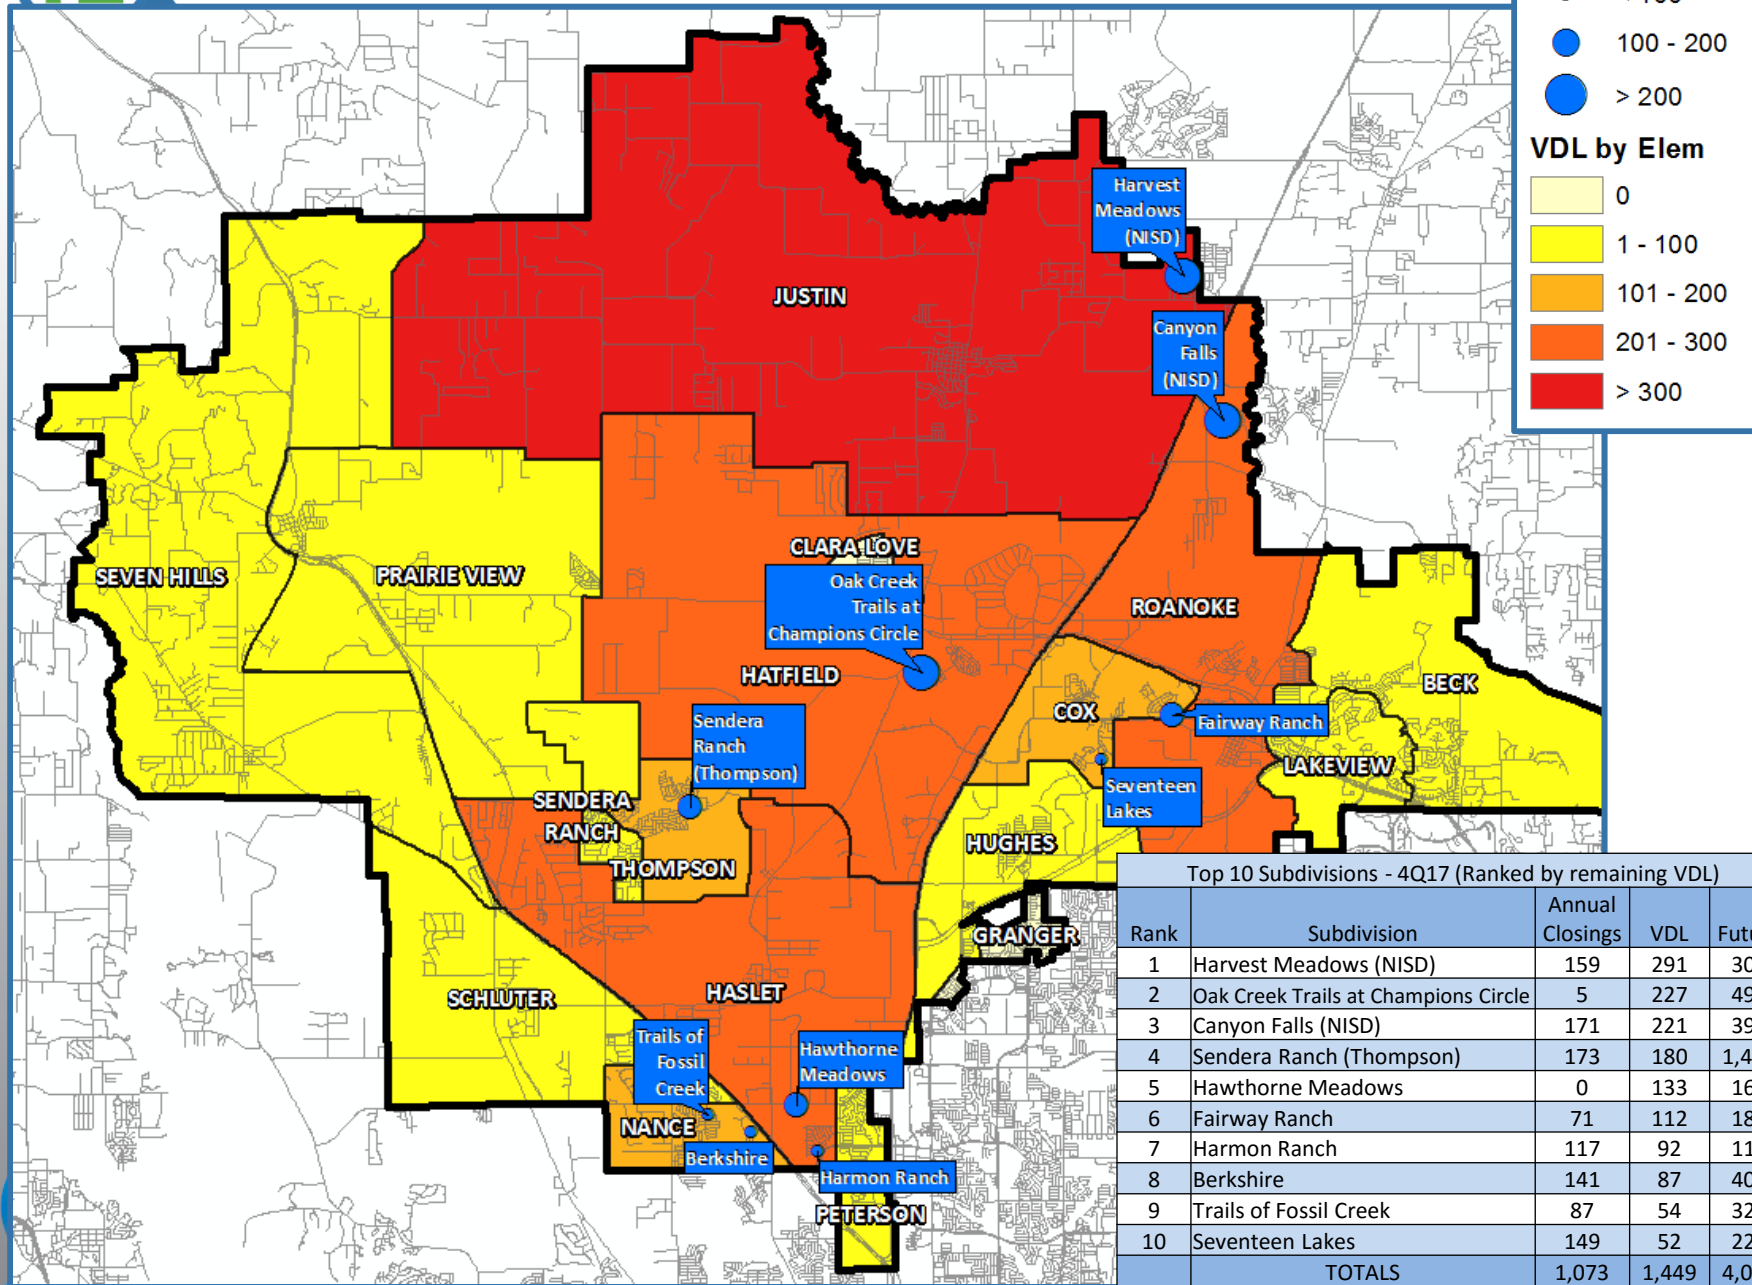 100 - 200
> 200
VDL by Elem
0
1 - 100
101 - 200
201 - 300
> 300
Harvest
Meadows
(NISD)
JUSTIN
Canyon
Falls
(NISD)
CLARA LOVE
SEVEN HILLS
PRAIRIE VIEW
Oak Creek
Trails at
Champions Circle
ROANOKE
HATFIELD
BECK
COX
Sendera
Ranch
(Thompson)
Fairway Ranch
LAKEVIEW
Seventeen
Lakes
SENDERA
RANCH
HUGHES
THOMPSON
GRANGER
SCHLUTER
HASLET
Trails of
Fossil
Creek
Hawthorne
Meadows
NANCE
Berkshire
Harmon Ranch
PETERSON
Top 10 Subdivisions - 4Q17 (Ranked by remaining VDL)
Rank Subdivision Annual Closings VDL
1 Harvest Meadows (NISD) 159 291
2 Oak Creek Trails at Champions Circle 5 227
3 Canyon Falls (NISD) 171 221
4 Sendera Ranch (Thompson) 173 180
5 Hawthorne Meadows 0 133
6 Fairway Ranch 71 112
7 Harmon Ranch 117 92
8 Berkshire 141 87
9 Trails of Fossil Creek 87 54
10 Seventeen Lakes 149 52
TOTALS 1,073 1,449